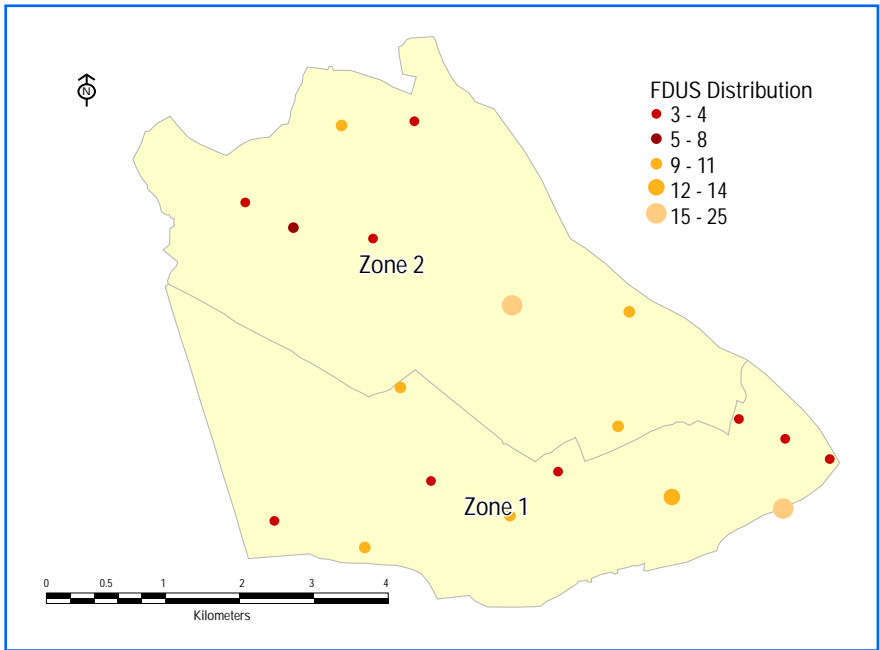 N
FDUS Distribution
3 - 4
5 - 8
9 - 11
12 - 14
15 - 25
Zone 2
Zone 1
0 0.5 1 2 3 4
Kilometers